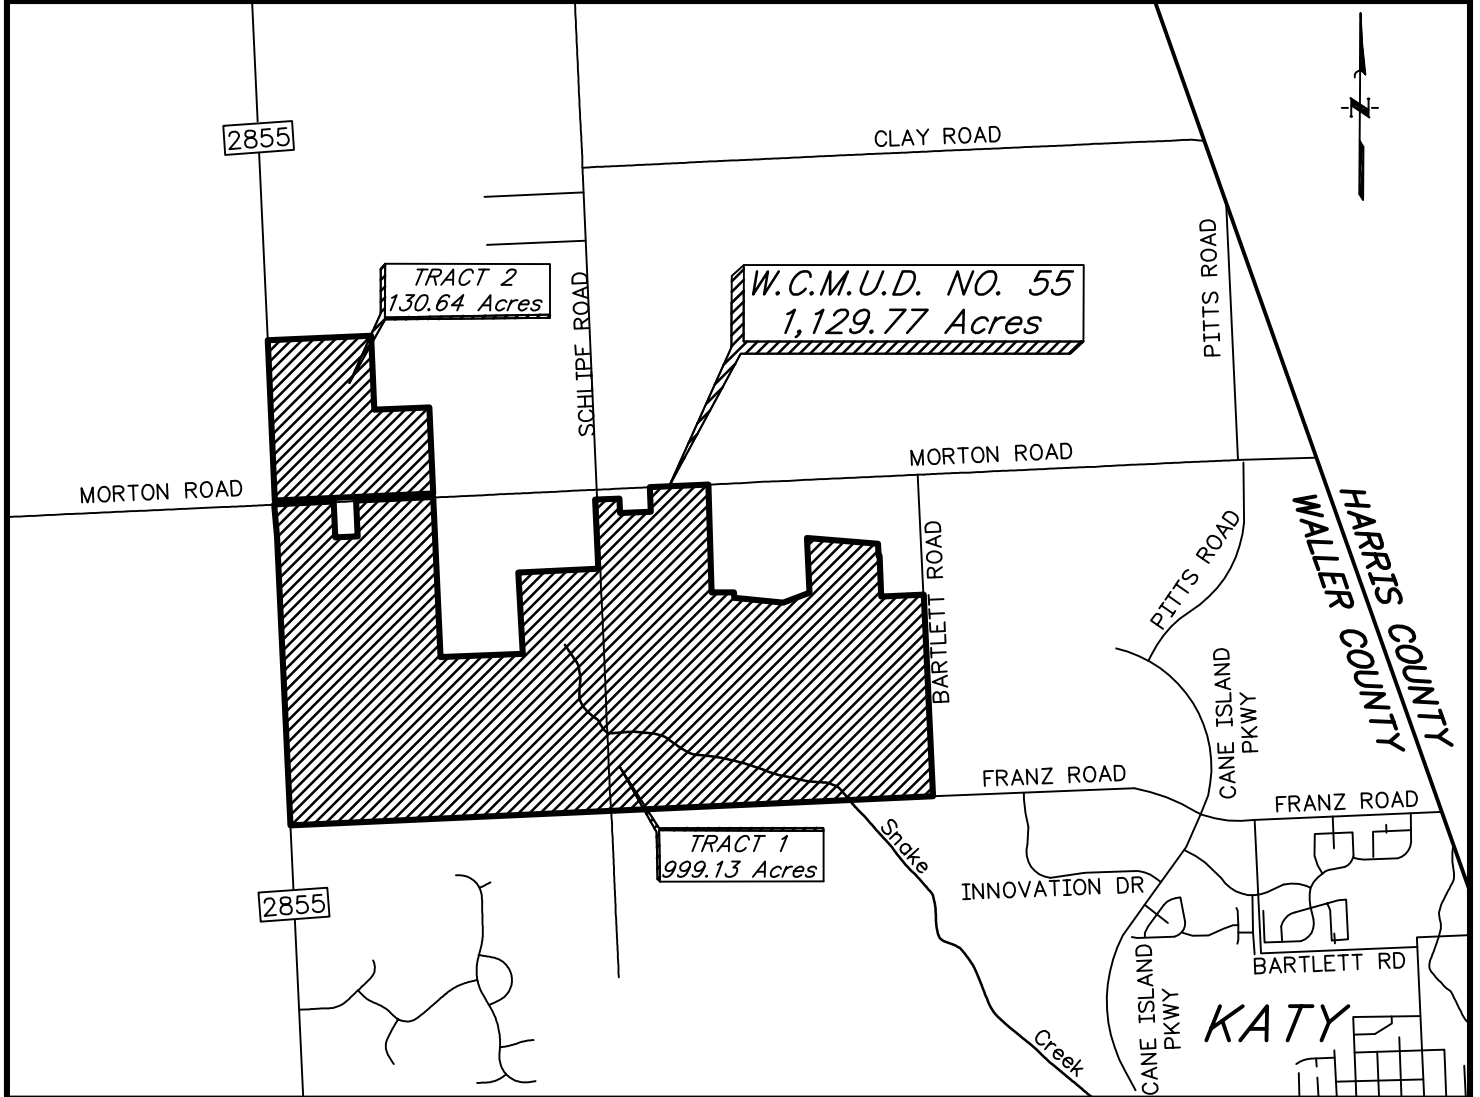 2855
CLAY ROAD
N
PITTS ROAD
TRACT 2
130.64 Acres
SCHLIPF ROAD
W.C.M.U.D. NO. 55
1,129.77 Acres
MORTON ROAD
MORTON ROAD
HARRIS COUNTY
WALLER COUNTY
BARTLETT ROAD
PITTS ROAD
CANE ISLAND
PKWY
FRANZ ROAD
FRANZ ROAD
TRACT 1
999.13 Acres
Snake
Creek
INNOVATION DR
2855
BARTLETT RD
CANE ISLAND
PKWY
KATY